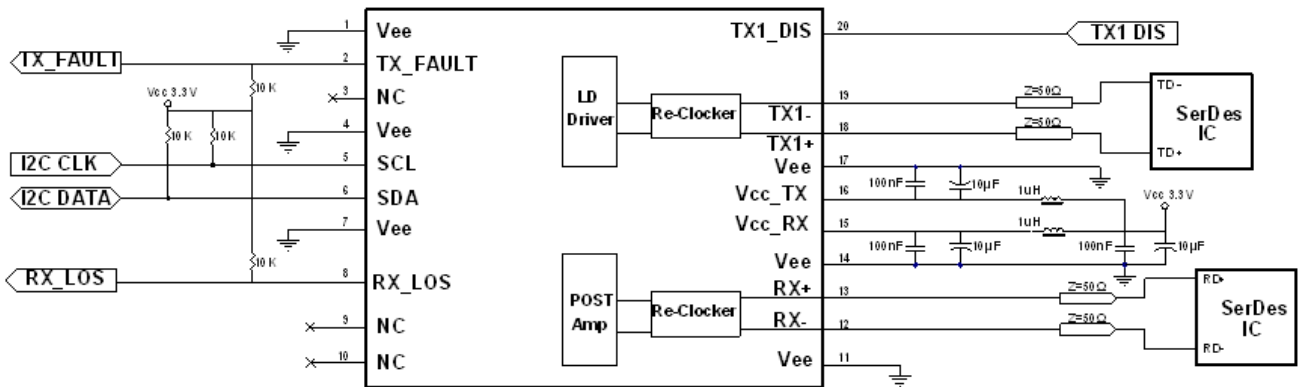 1 Vee
TX1_DIS 20
TX1 DIS
TX_FAULT
2 TX_FAULT
10 K
Vcc 3.3V
3 NC
LD Driver
Re-Clocker
19 TX1-
Z=50Ω
TD-
SerDes IC
10 K
10 K
4 Vee
18 TX1+
Z=50Ω
TD+
I2C CLK
5 SCL
Vee 17
100nF
10µF
I2C DATA
6 SDA
Vcc_TX 16
1uH
Vcc 3.3V
7 Vee
Vcc_RX 15
1uH
100nF
10µF
100nF
10µF
10 K
Vee 14
RX_LOS
8 RX_LOS
POST Amp
Re-Clocker
RX+ 13
Z=50Ω
RD+
SerDes IC
9 NC
RX- 12
Z=50Ω
RD-
10 NC
Vee 11